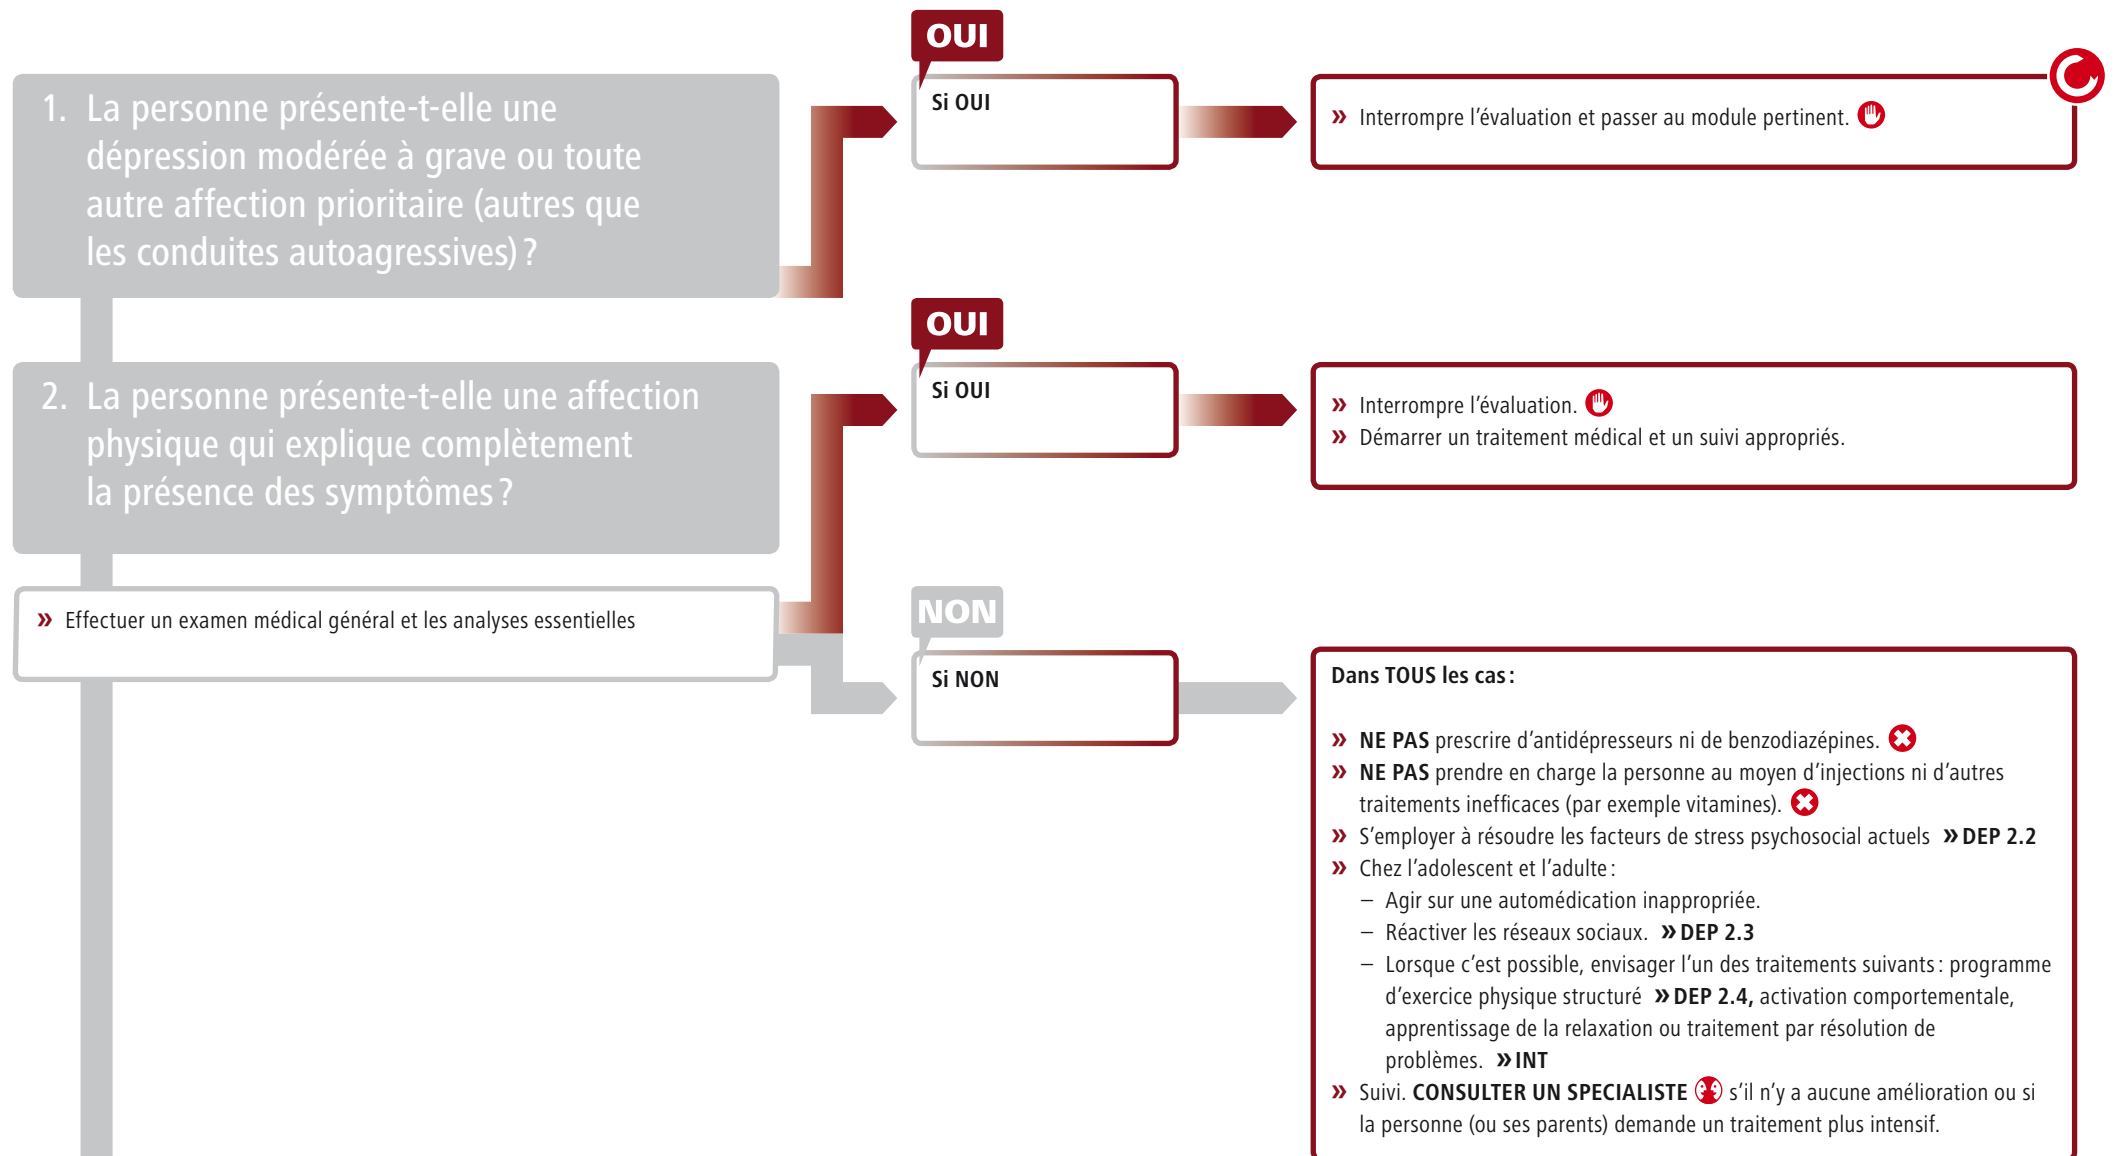 1. La personne présente-t-elle une
dépression modérée à grave ou toute
autre affection prioritaire (autres que
les conduites autoagressives) ?
OUI
Si OUI
» Interrompre l'évaluation et passer au module pertinent.
2. La personne présente-t-elle une affection
physique qui explique complètement
la présence des symptômes ?
» Effectuer un examen médical général et les analyses essentielles
OUI
Si OUI
» Interrompre l'évaluation.
» Démarrer un traitement médical et un suivi appropriés.
NON
Si NON
Dans TOUS les cas :
» NE PAS prescrire d'antidépresseurs ni de benzodiazépines.
» NE PAS prendre en charge la personne au moyen d'injections ni d'autres
traitements inefficaces (par exemple vitamines).
» S'employer à résoudre les facteurs de stress psychosocial actuels » DEP 2.2
» Chez l'adolescent et l'adulte :
– Agir sur une automédication inappropriée.
– Réactiver les réseaux sociaux. » DEP 2.3
– Lorsque c'est possible, envisager l'un des traitements suivants : programme
d'exercice physique structuré » DEP 2.4, activation comportementale,
apprentissage de la relaxation ou traitement par résolution de
problèmes. » INT
» Suivi. CONSULTER UN SPECIALISTE s'il n'y a aucune amélioration ou si
la personne (ou ses parents) demande un traitement plus intensif.